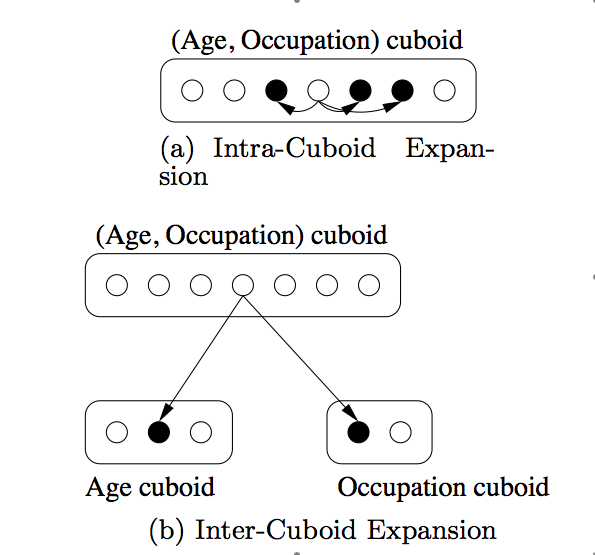 (Age, Occupation) cuboid
(a) Intra-Cuboid Expan-
sion
(Age, Occupation) cuboid
Age cuboid Occupation cuboid
(b) Inter-Cuboid Expansion